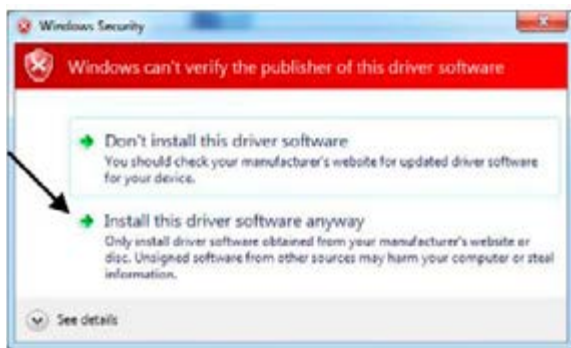 Windows Security
Windows can't verify the publisher of this driver software
Don't install this driver software
You should check your manufacturer's website for updated driver software
for your device.
Install this driver software anyway
Only install driver software obtained from your manufacturer's website or
disc. Unsigned software from other sources may harm your computer or steal
information.
See details